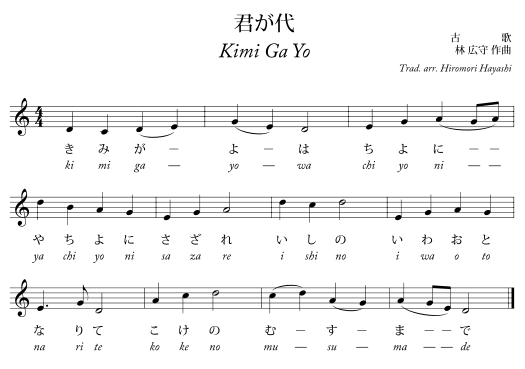 君が代
Kimi Ga Yo
古 歌
林 広守 作曲
Trad. arr. Hiromori Hayashi
き み が – よ – は ち よ に – –
ki mi ga — yo — wa chi yo ni — —
や ち よ に さ ざ れ い し の い わ お と
ya chi yo ni sa za re i shi no i wa o to
な り て こ け の む – す – ま – – で
na ri te ko ke no mu — su — ma — — de